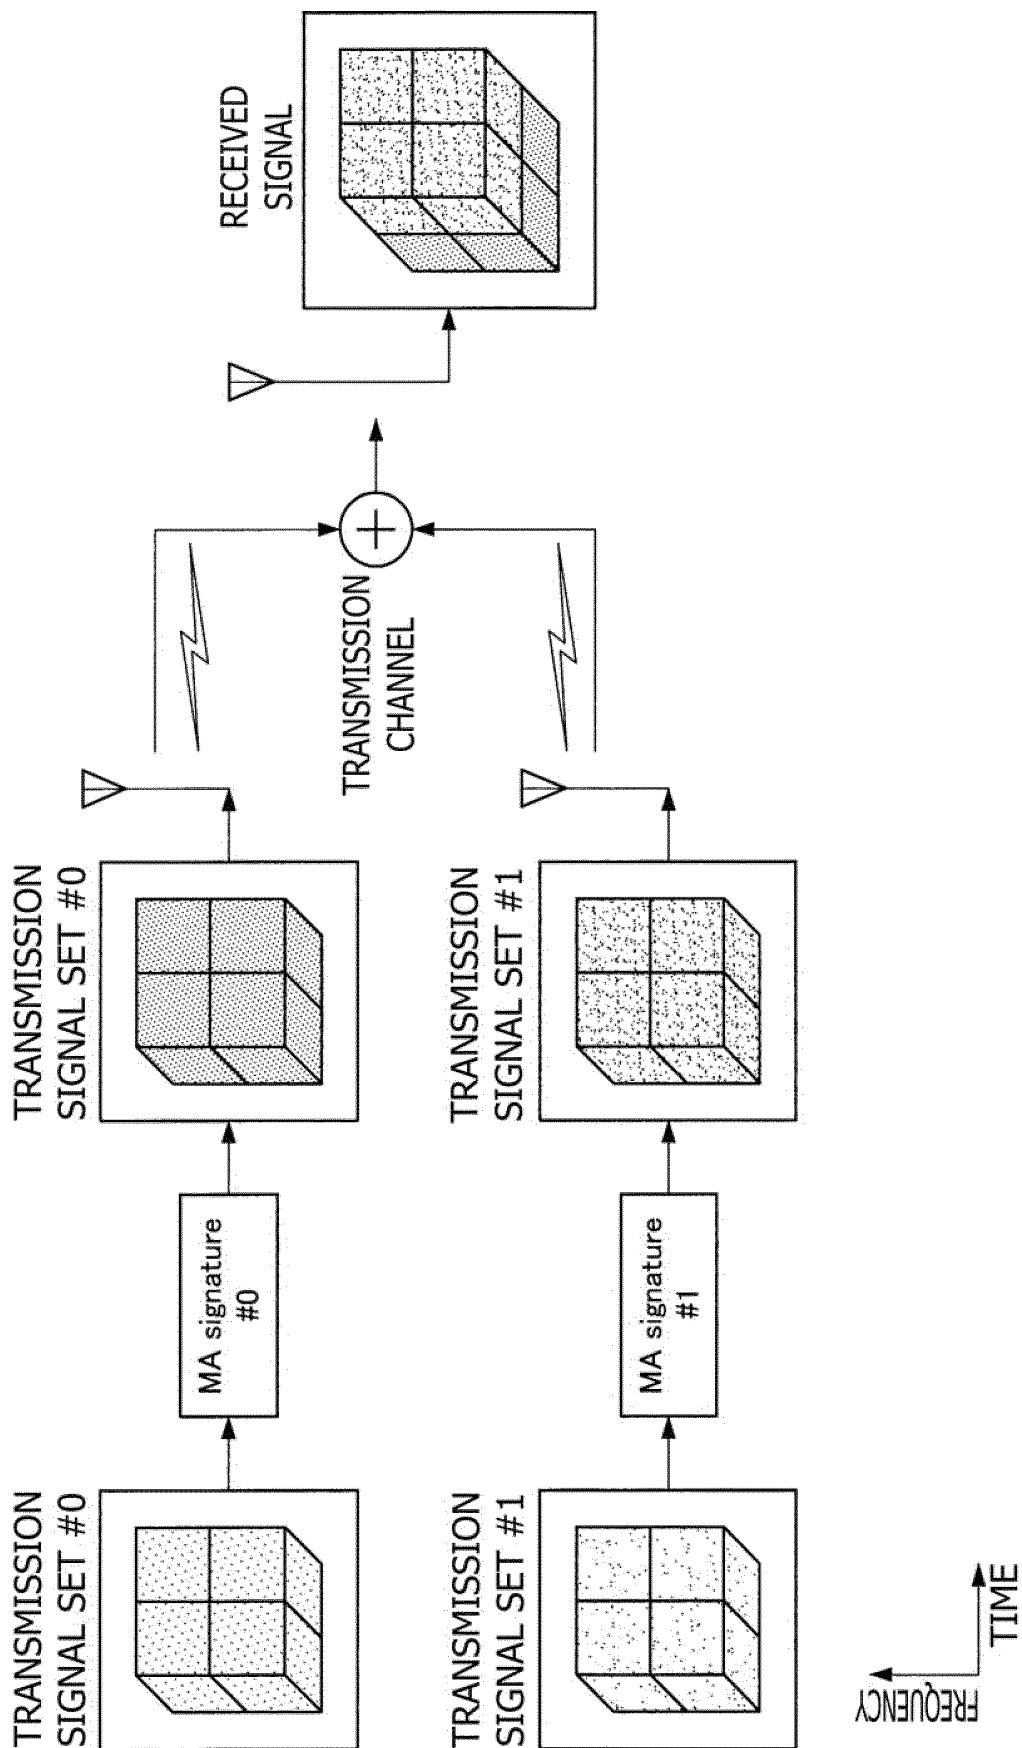 TRANSMISSION
SIGNAL SET #0
MA signature
#0
TRANSMISSION
SIGNAL SET #0
TRANSMISSION
CHANNEL
RECEIVED
SIGNAL
TRANSMISSION
SIGNAL SET #1
MA signature
#1
TRANSMISSION
SIGNAL SET #1
FREQUENCY
TIME